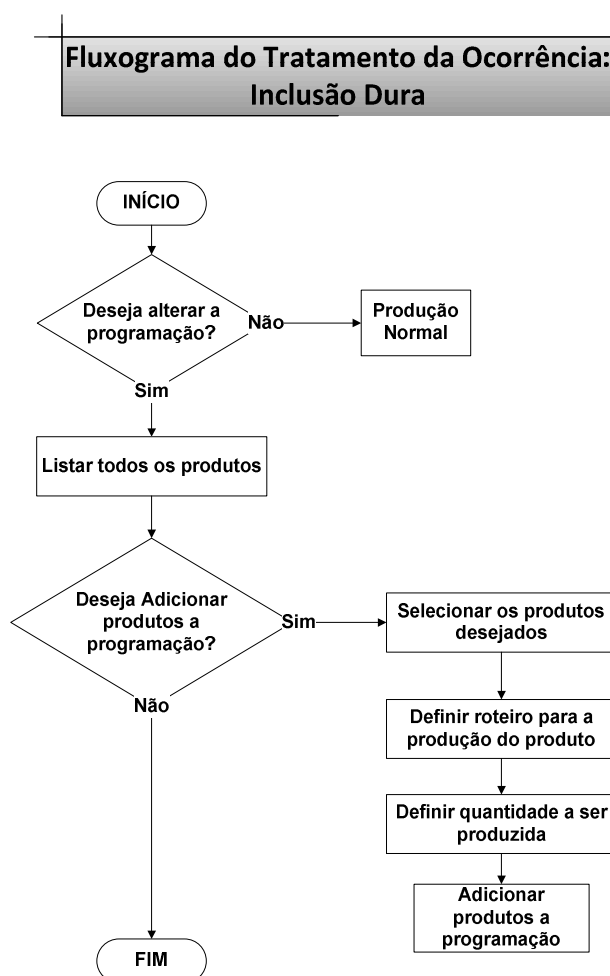 Fluxograma do Tratamento da Ocorrência:
Inclusão Dura
INÍCIO
Deseja alterar a
programação?
Não
Produção
Normal
Sim
Listar todos os produtos
Deseja Adicionar
produtos a
programação?
Sim
Selecionar os produtos
desejados
Não
Definir roteiro para a
produção do produto
Definir quantidade a ser
produzida
Adicionar
produtos a
programação
FIM